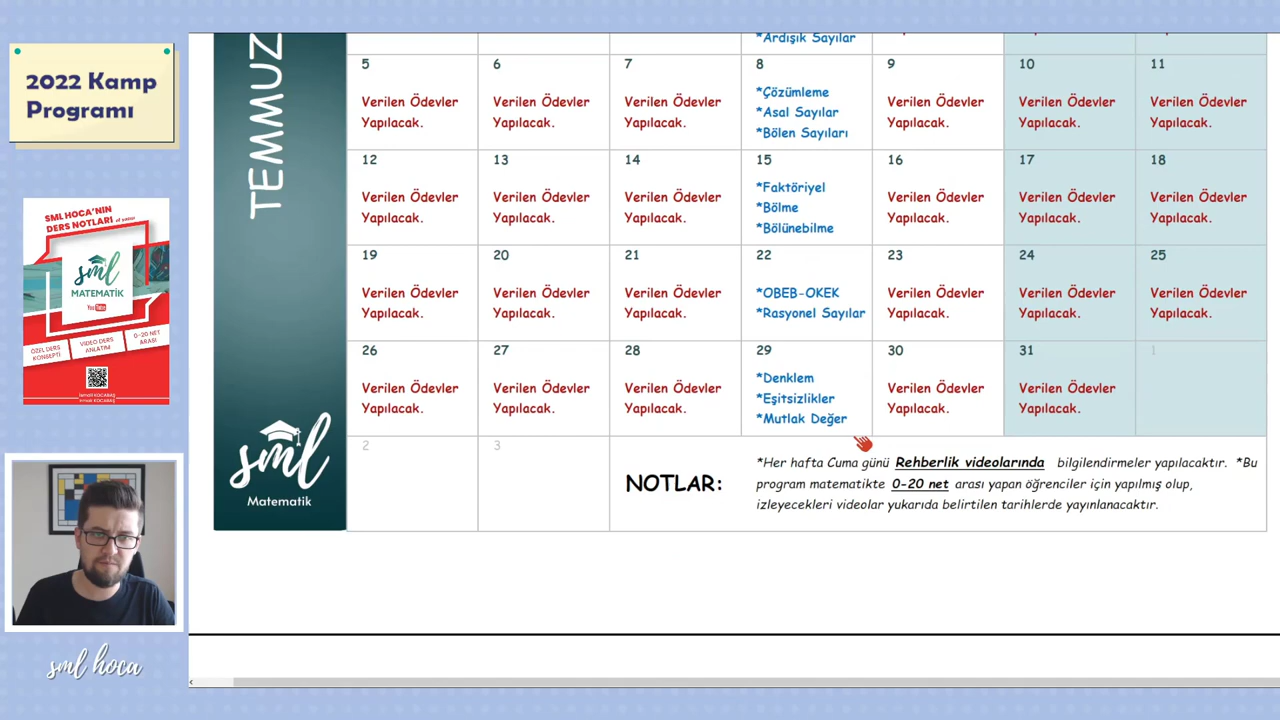 2022 Kamp
Programı
SML HOCA'NIN
DERS NOTLARI
sml
MATEMATİK
YouTube
ÖZEL DERS
KONSEPTİ
VİDEO DERS
ANLATIM
0-20 NET
ARASI
sml hoca
TEMMUZ
sml
Matematik
*Ardışık Sayılar
5 6 7 8 9 10 11
Verilen Ödevler Verilen Ödevler Verilen Ödevler *Çözümleme Verilen Ödevler Verilen Ödevler Verilen Ödevler
Yapılacak. Yapılacak. Yapılacak. *Asal Sayılar Yapılacak. Yapılacak. Yapılacak.
*Bölen Sayıları
12 13 14 15 16 17 18
Verilen Ödevler Verilen Ödevler Verilen Ödevler *Faktöriyel Verilen Ödevler Verilen Ödevler Verilen Ödevler
Yapılacak. Yapılacak. Yapılacak. *Bölme Yapılacak. Yapılacak. Yapılacak.
*Bölünebilme
19 20 21 22 23 24 25
Verilen Ödevler Verilen Ödevler Verilen Ödevler *OBEB-OKEK Verilen Ödevler Verilen Ödevler Verilen Ödevler
Yapılacak. Yapılacak. Yapılacak. *Rasyonel Sayılar Yapılacak. Yapılacak. Yapılacak.
26 27 28 29 30 31 1
Verilen Ödevler Verilen Ödevler Verilen Ödevler *Denklem Verilen Ödevler Verilen Ödevler
Yapılacak. Yapılacak. Yapılacak. *Eşitsizlikler Yapılacak. Yapılacak.
*Mutlak Değer
2 3
NOTLAR:
*Her hafta Cuma günü Rehberlik videolarında bilgilendirmeler yapılacaktır. *Bu
program matematikte 0-20 net arası yapan öğrenciler için yapılmış olup,
izleyecekleri videolar yukarıda belirtilen tarihlerde yayınlanacaktır.